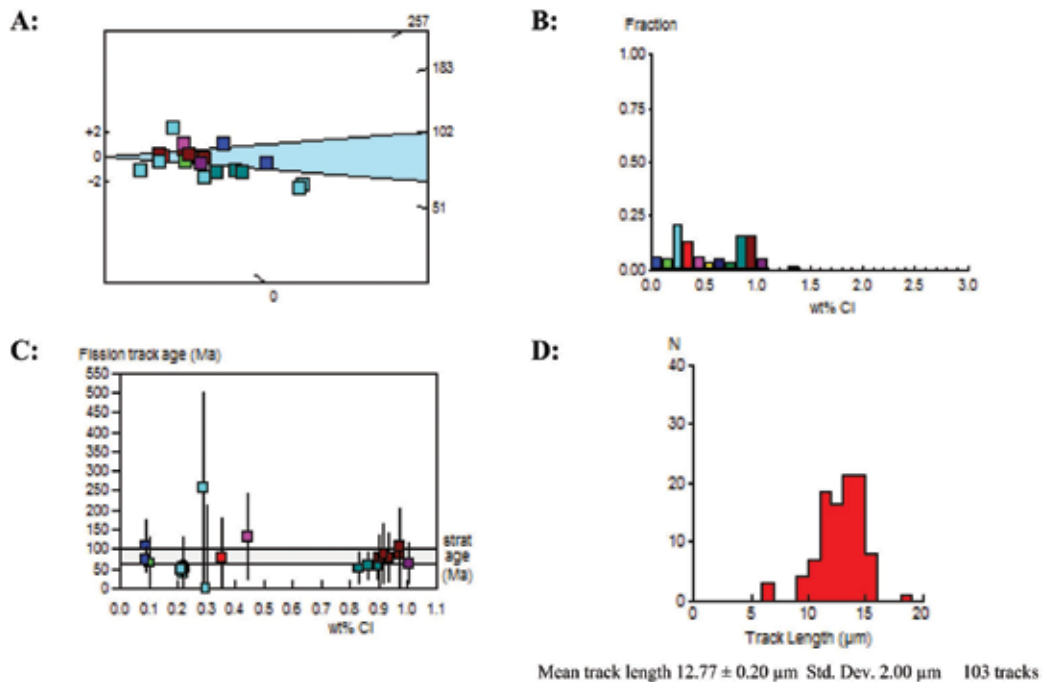 A:
257
183
+2
102
0
-2
51
0
B:
Fraction
1.00
0.75
0.50
0.25
0.00
0.0 0.5 1.0 1.5 2.0 2.5 3.0
wt% Cl
C:
Fission track age (Ma)
550
500
450
400
350
300
250
200
150
100
50
0
strat
age
(Ma)
0.0 0.1 0.2 0.3 0.4 0.5 0.6 0.7 0.8 0.9 1.0 1.1
wt% Cl
D:
N
40
30
20
10
0
0 5 10 15 20
Track Length (µm)
Mean track length 12.77 ± 0.20 µm Std. Dev. 2.00 µm 103 tracks